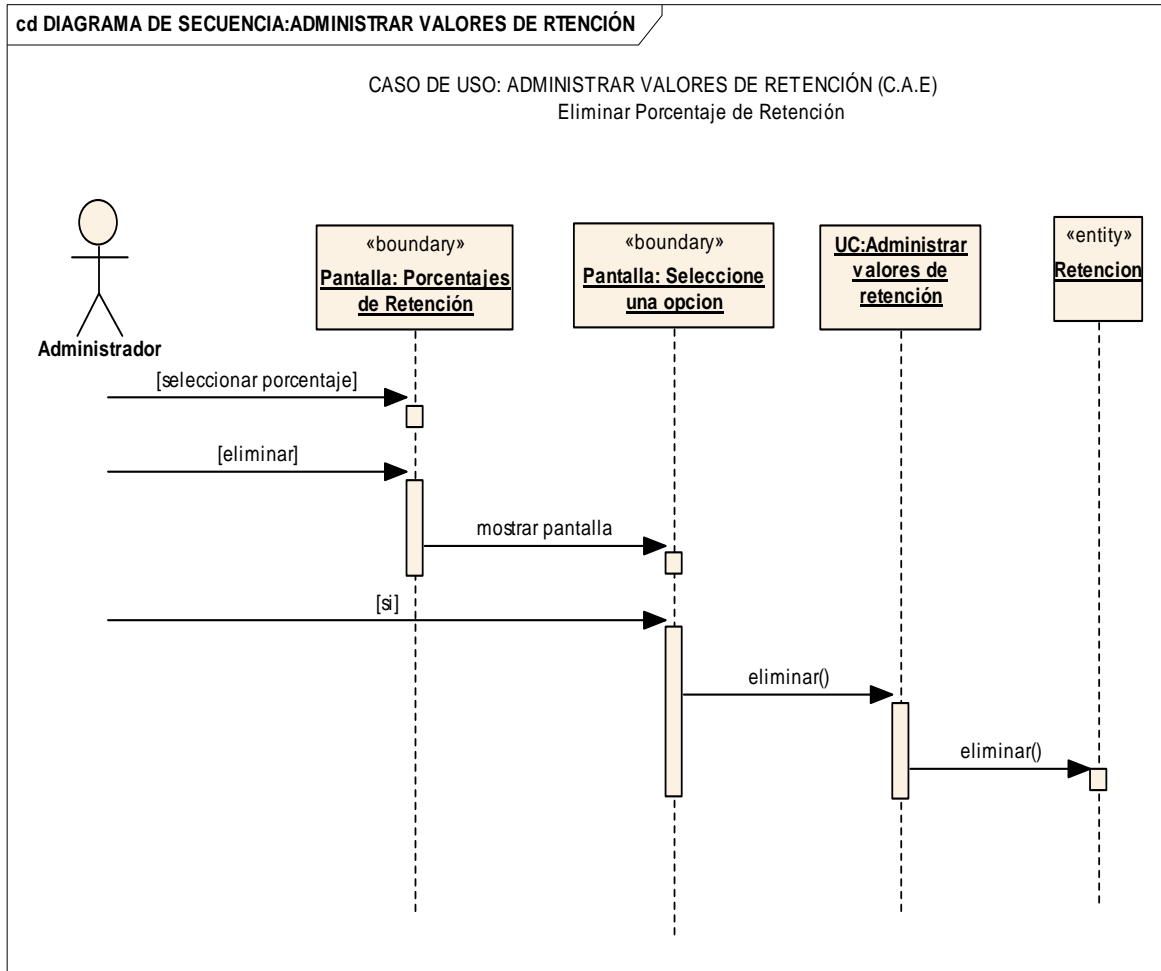 cd DIAGRAMA DE SECUENCIA:ADMINISTRAR VALORES DE RTENCIÓN
CASO DE USO: ADMINISTRAR VALORES DE RETENCIÓN (C.A.E)
Eliminar Porcentaje de Retención
Administrador
«boundary»
Pantalla: Porcentajes
de Retención
«boundary»
Pantalla: Seleccione
una opcion
UC:Administrar
valores de
retención
«entity»
Retencion
[seleccionar porcentaje]
[eliminar]
mostrar pantalla
[si]
eliminar()
eliminar()